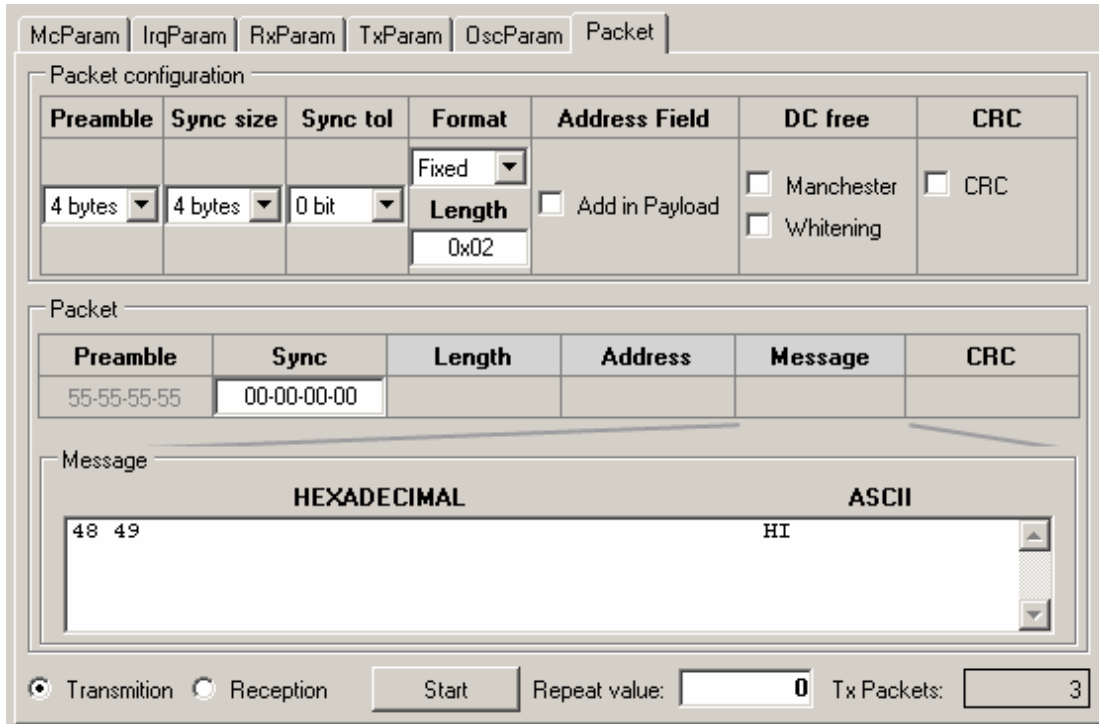 McParam IrqParam RxParam TxParam OscParam Packet
Packet configuration
Preamble Sync size Sync tol Format Address Field DC free CRC
Fixed
4 bytes 4 bytes 0 bit Length Add in Payload Manchester CRC
Whitening
0x02
Packet
Preamble Sync Length Address Message CRC
55-55-55-55 00-00-00-00
Message
HEXADECIMAL ASCII
48 49 HI
Transmition Reception Start Repeat value: 0 Tx Packets: 3